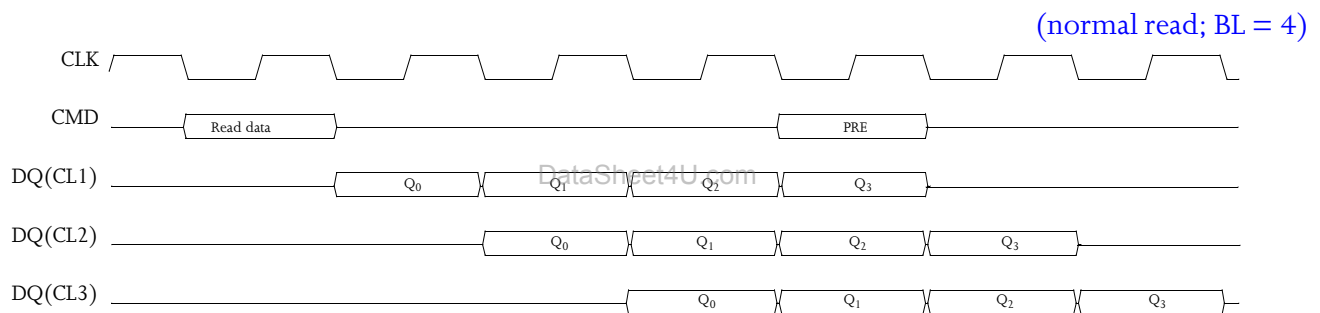 (normal read; BL = 4)
CLK
CMD Read data PRE
DQ(CL1) Q0 Q1 Q2 Q3
DataSheet4U.com
DQ(CL2) Q0 Q1 Q2 Q3
DQ(CL3) Q0 Q1 Q2 Q3